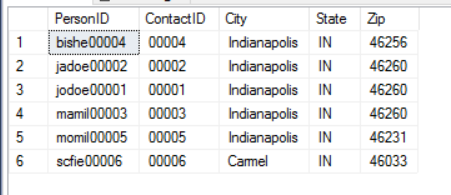 PersonID ContactID City State Zip
1 bishe00004 00004 Indianapolis IN 46256
2 jadoe00002 00002 Indianapolis IN 46260
3 jodoe00001 00001 Indianapolis IN 46260
4 mamil00003 00003 Indianapolis IN 46260
5 momil00005 00005 Indianapolis IN 46231
6 scfie00006 00006 Carmel IN 46033